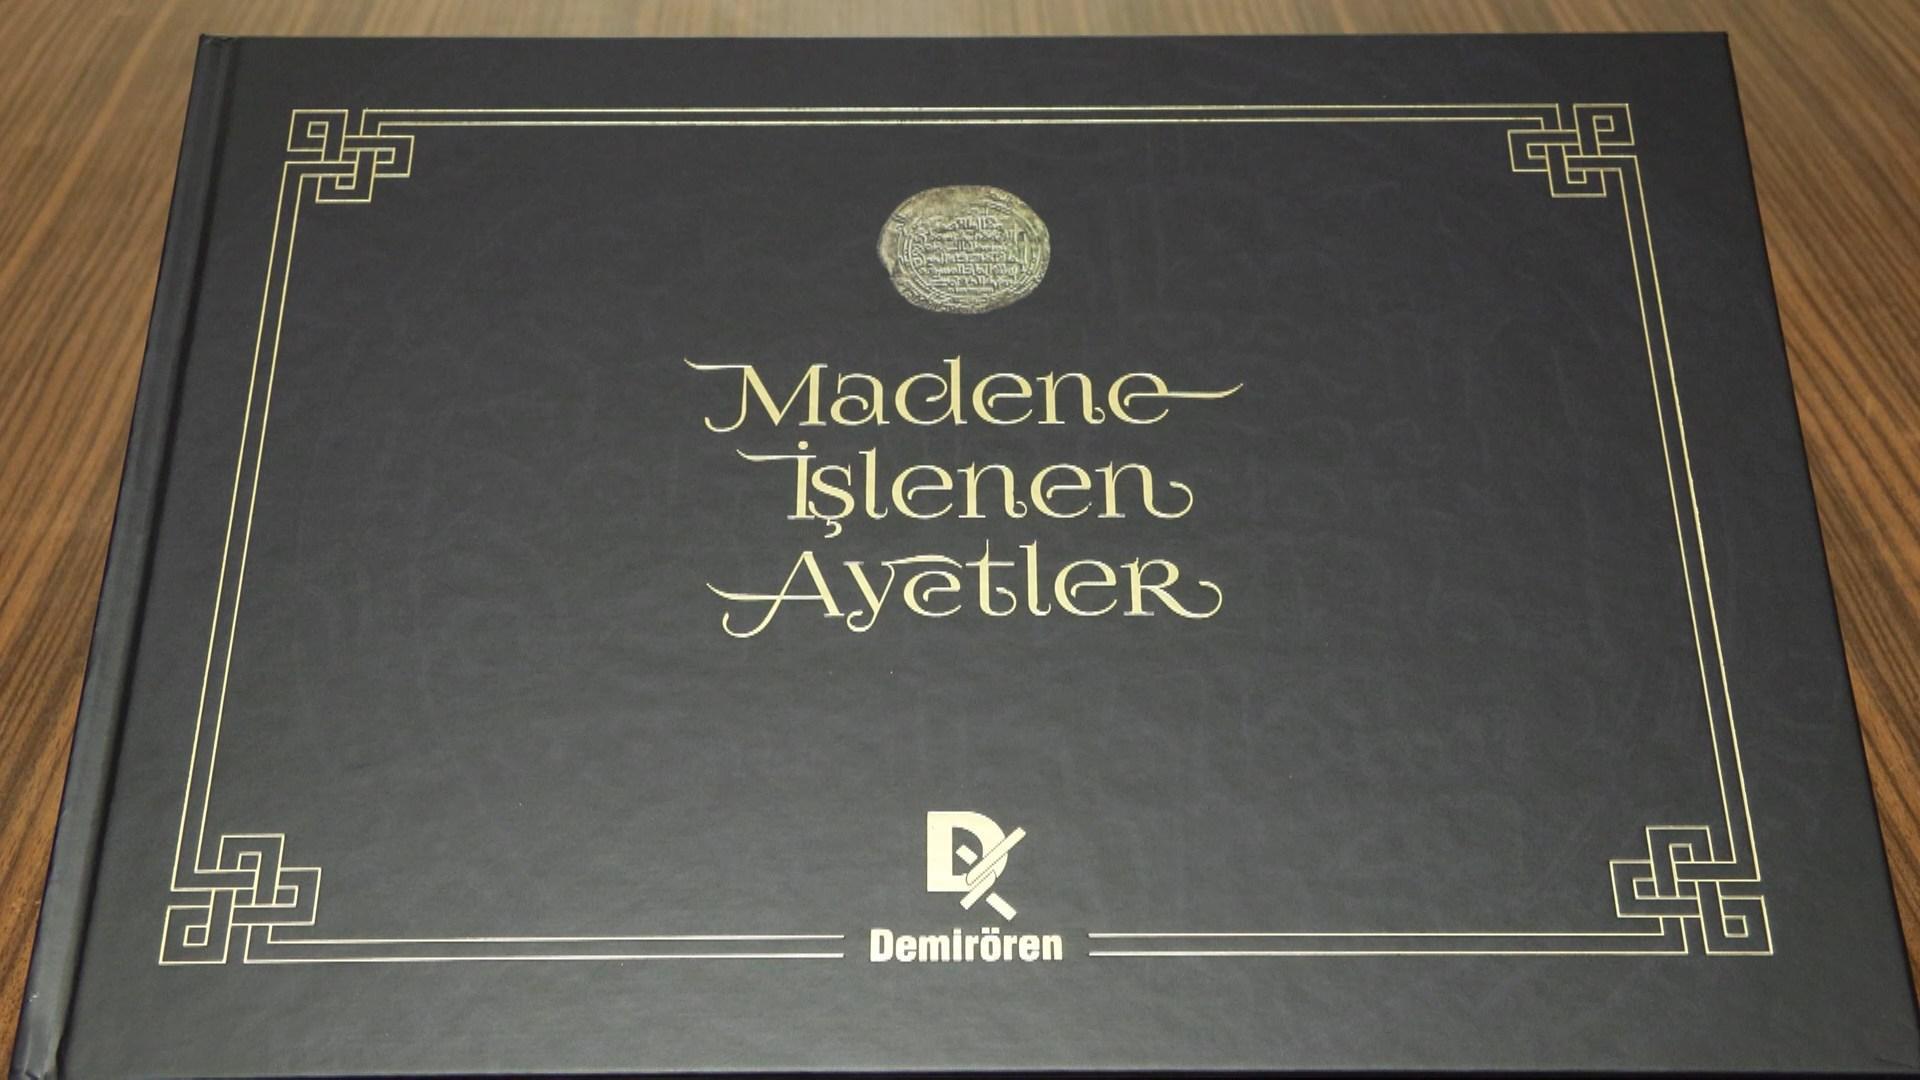 Madene
İşlenen
Ayetler
Demirören